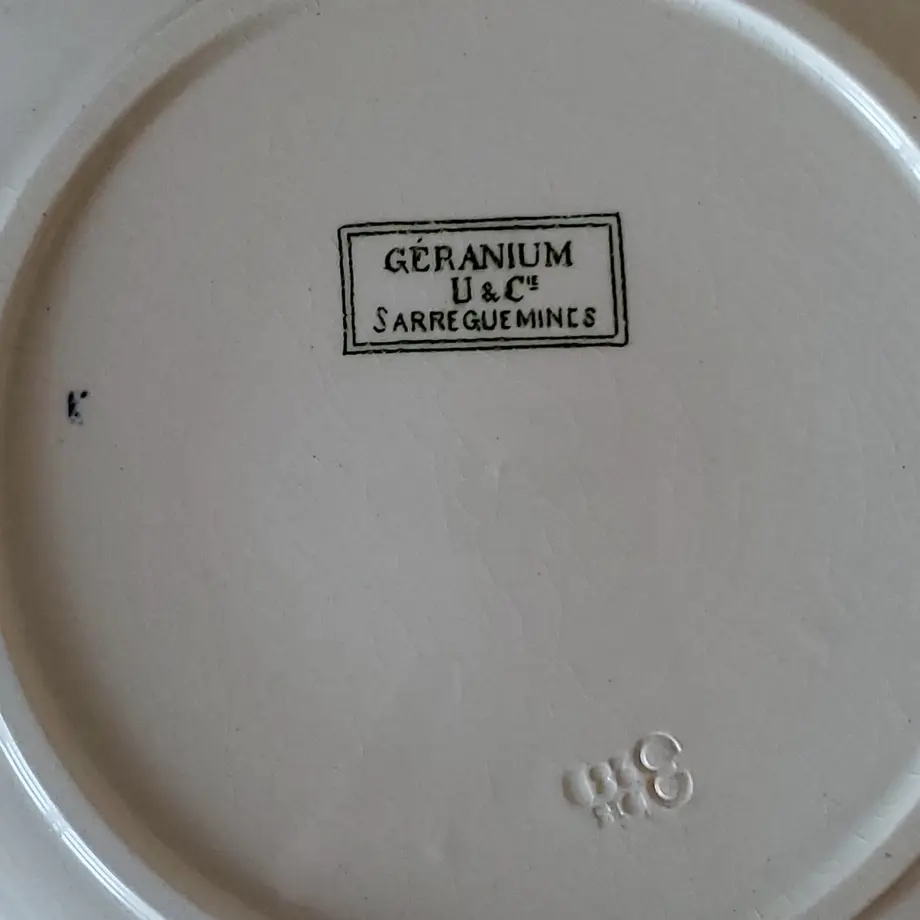 GÉRANIUM
U & Cᴵᴱ
SARREGUEMINES
K